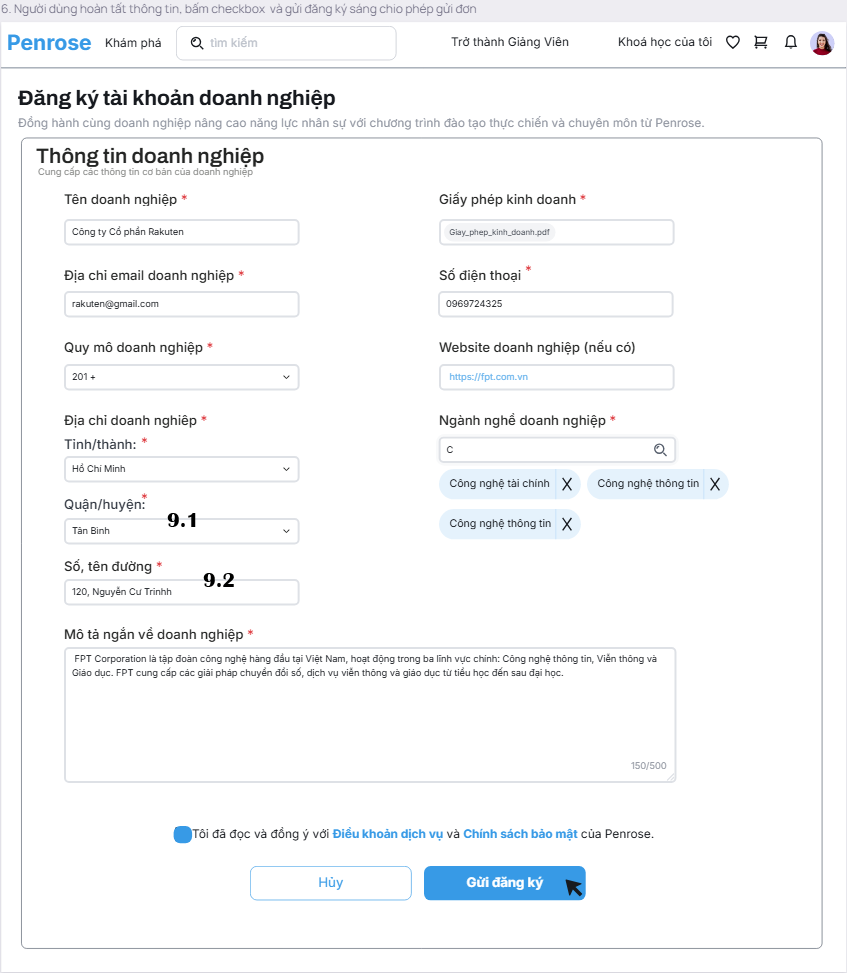 6. Người dùng hoàn tất thông tin, bấm checkbox và gửi đăng ký sáng chio phép gửi đơn
Penrose Khám phá tìm kiếm Trở thành Giảng Viên Khoá học của tôi
Đăng ký tài khoản doanh nghiệp
Đồng hành cùng doanh nghiệp nâng cao năng lực nhân sự với chương trình đào tạo thực chiến và chuyên môn từ Penrose.
Thông tin doanh nghiệp
Cung cấp các thông tin cơ bản của doanh nghiệp
Tên doanh nghiệp * Giấy phép kinh doanh *
Công ty Cổ phần Rakuten Giay_phep_kinh_doanh.pdf
Địa chỉ email doanh nghiệp * Số điện thoại *
rakuten@gmail.com 0969724325
Quy mô doanh nghiệp * Website doanh nghiệp (nếu có)
201 + https://fpt.com.vn
Địa chỉ doanh nghiêp * Ngành nghề doanh nghiệp *
Tỉnh/thành: * C
Hồ Chí Minh Công nghệ tài chính X Công nghệ thông tin X
Quận/huyện: * Công nghệ thông tin X
9.1
Tân Bình
Số, tên đường *
9.2
120, Nguyễn Cư Trinhh
Mô tả ngắn về doanh nghiệp *
FPT Corporation là tập đoàn công nghệ hàng đầu tại Việt Nam, hoạt động trong ba lĩnh vực chính: Công nghệ thông tin, Viễn thông và
Giáo dục. FPT cung cấp các giải pháp chuyển đổi số, dịch vụ viễn thông và giáo dục từ tiểu học đến sau đại học.
150/500
Tôi đã đọc và đồng ý với Điều khoản dịch vụ và Chính sách bảo mật của Penrose.
Hủy Gửi đăng ký